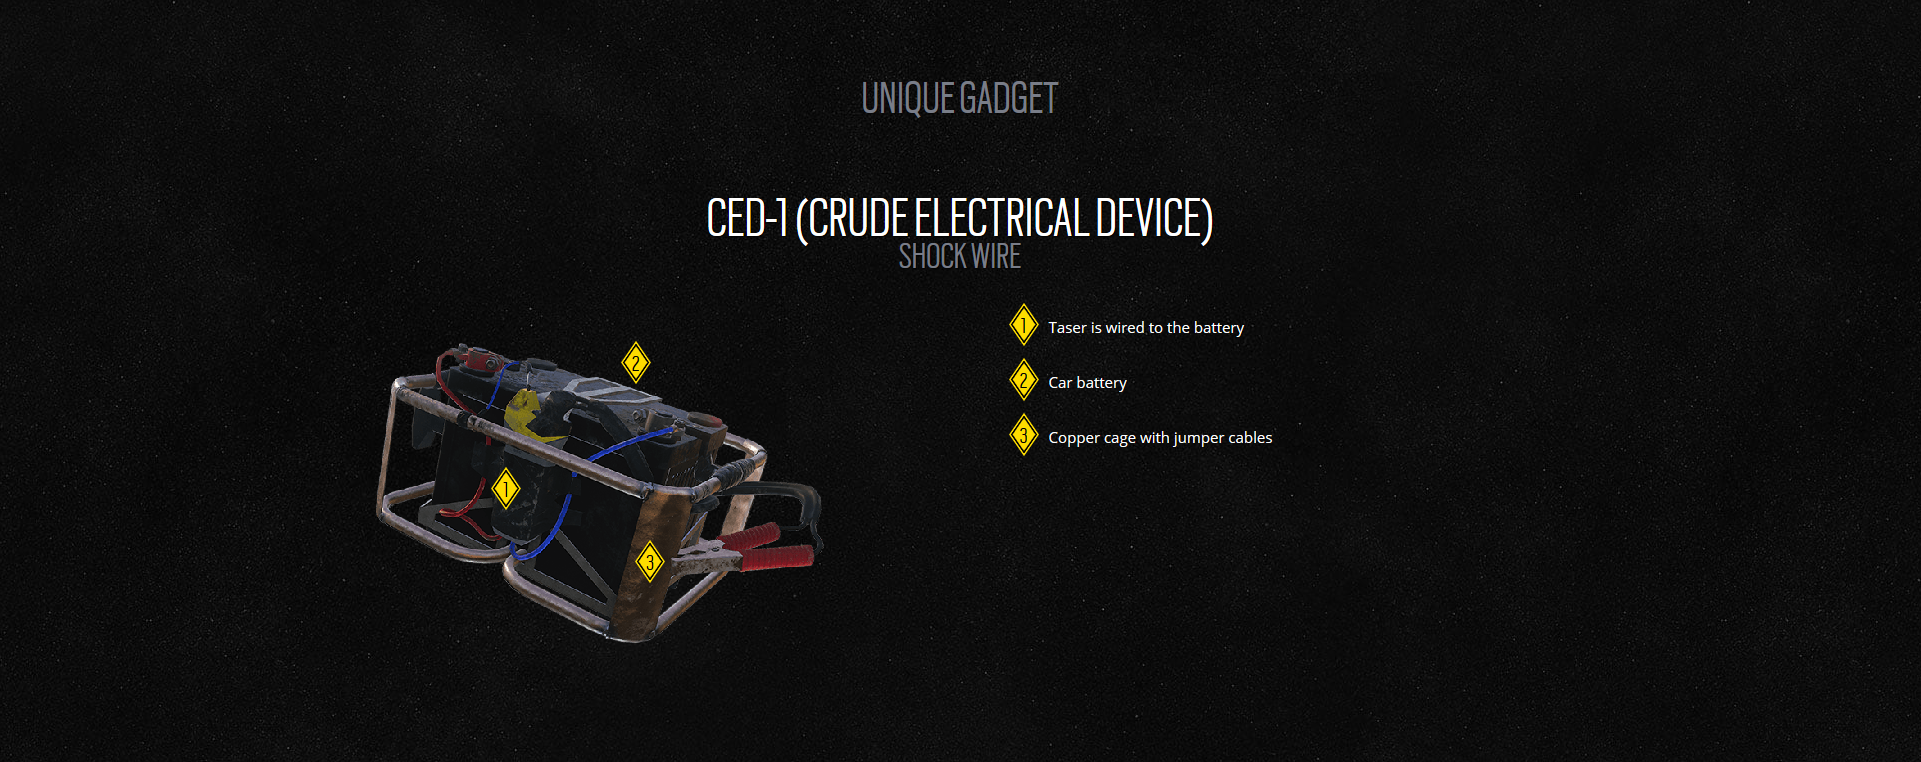 UNIQUE GADGET
CED-1 (CRUDE ELECTRICAL DEVICE)
SHOCK WIRE
1 Taser is wired to the battery
2 Car battery
3 Copper cage with jumper cables
2
1
3